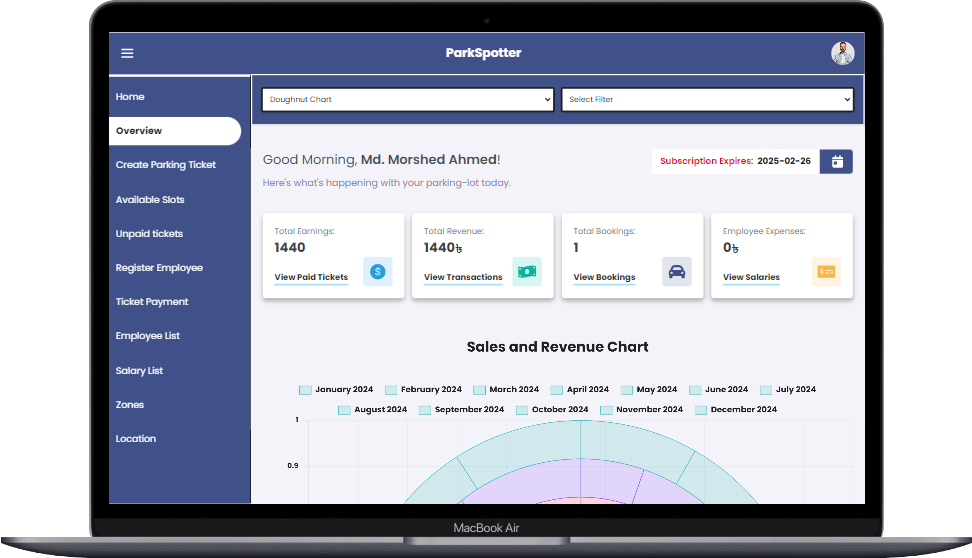 ParkSpotter
Home
Overview
Create Parking Ticket
Available Slots
Unpaid tickets
Register Employee
Ticket Payment
Employee List
Salary List
Zones
Location
Doughnut Chart
Select Filter
Good Morning, Md. Morshed Ahmed!
Here's what's happening with your parking-lot today.
Subscription Expires: 2025-02-26
Total Earnings:
1440
View Paid Tickets
Total Revenue:
1440৳
View Transactions
Total Bookings:
1
View Bookings
Employee Expenses:
0৳
View Salaries
Sales and Revenue Chart
January 2024 February 2024 March 2024 April 2024 May 2024 June 2024 July 2024
August 2024 September 2024 October 2024 November 2024 December 2024
1
0.9
MacBook Air